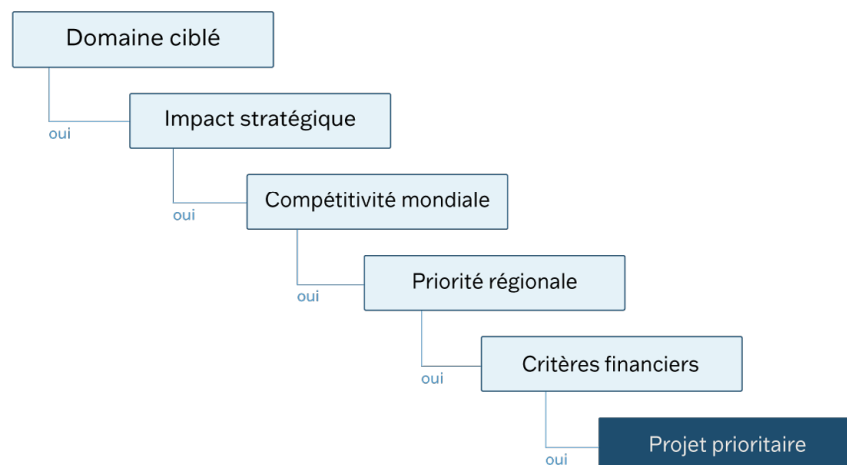 Domaine ciblé
oui
Impact stratégique
oui
Compétitivité mondiale
oui
Priorité régionale
oui
Critères financiers
oui
Projet prioritaire